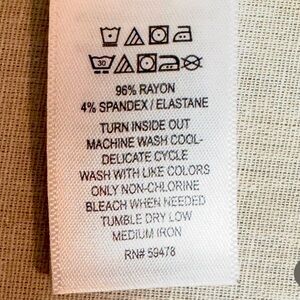 30
96% RAYON
4% SPANDEX / ELASTANE
TURN INSIDE OUT
MACHINE WASH COOL-
DELICATE CYCLE
WASH WITH LIKE COLORS
ONLY NON-CHLORINE
BLEACH WHEN NEEDED
TUMBLE DRY LOW
MEDIUM IRON
RN# 59478